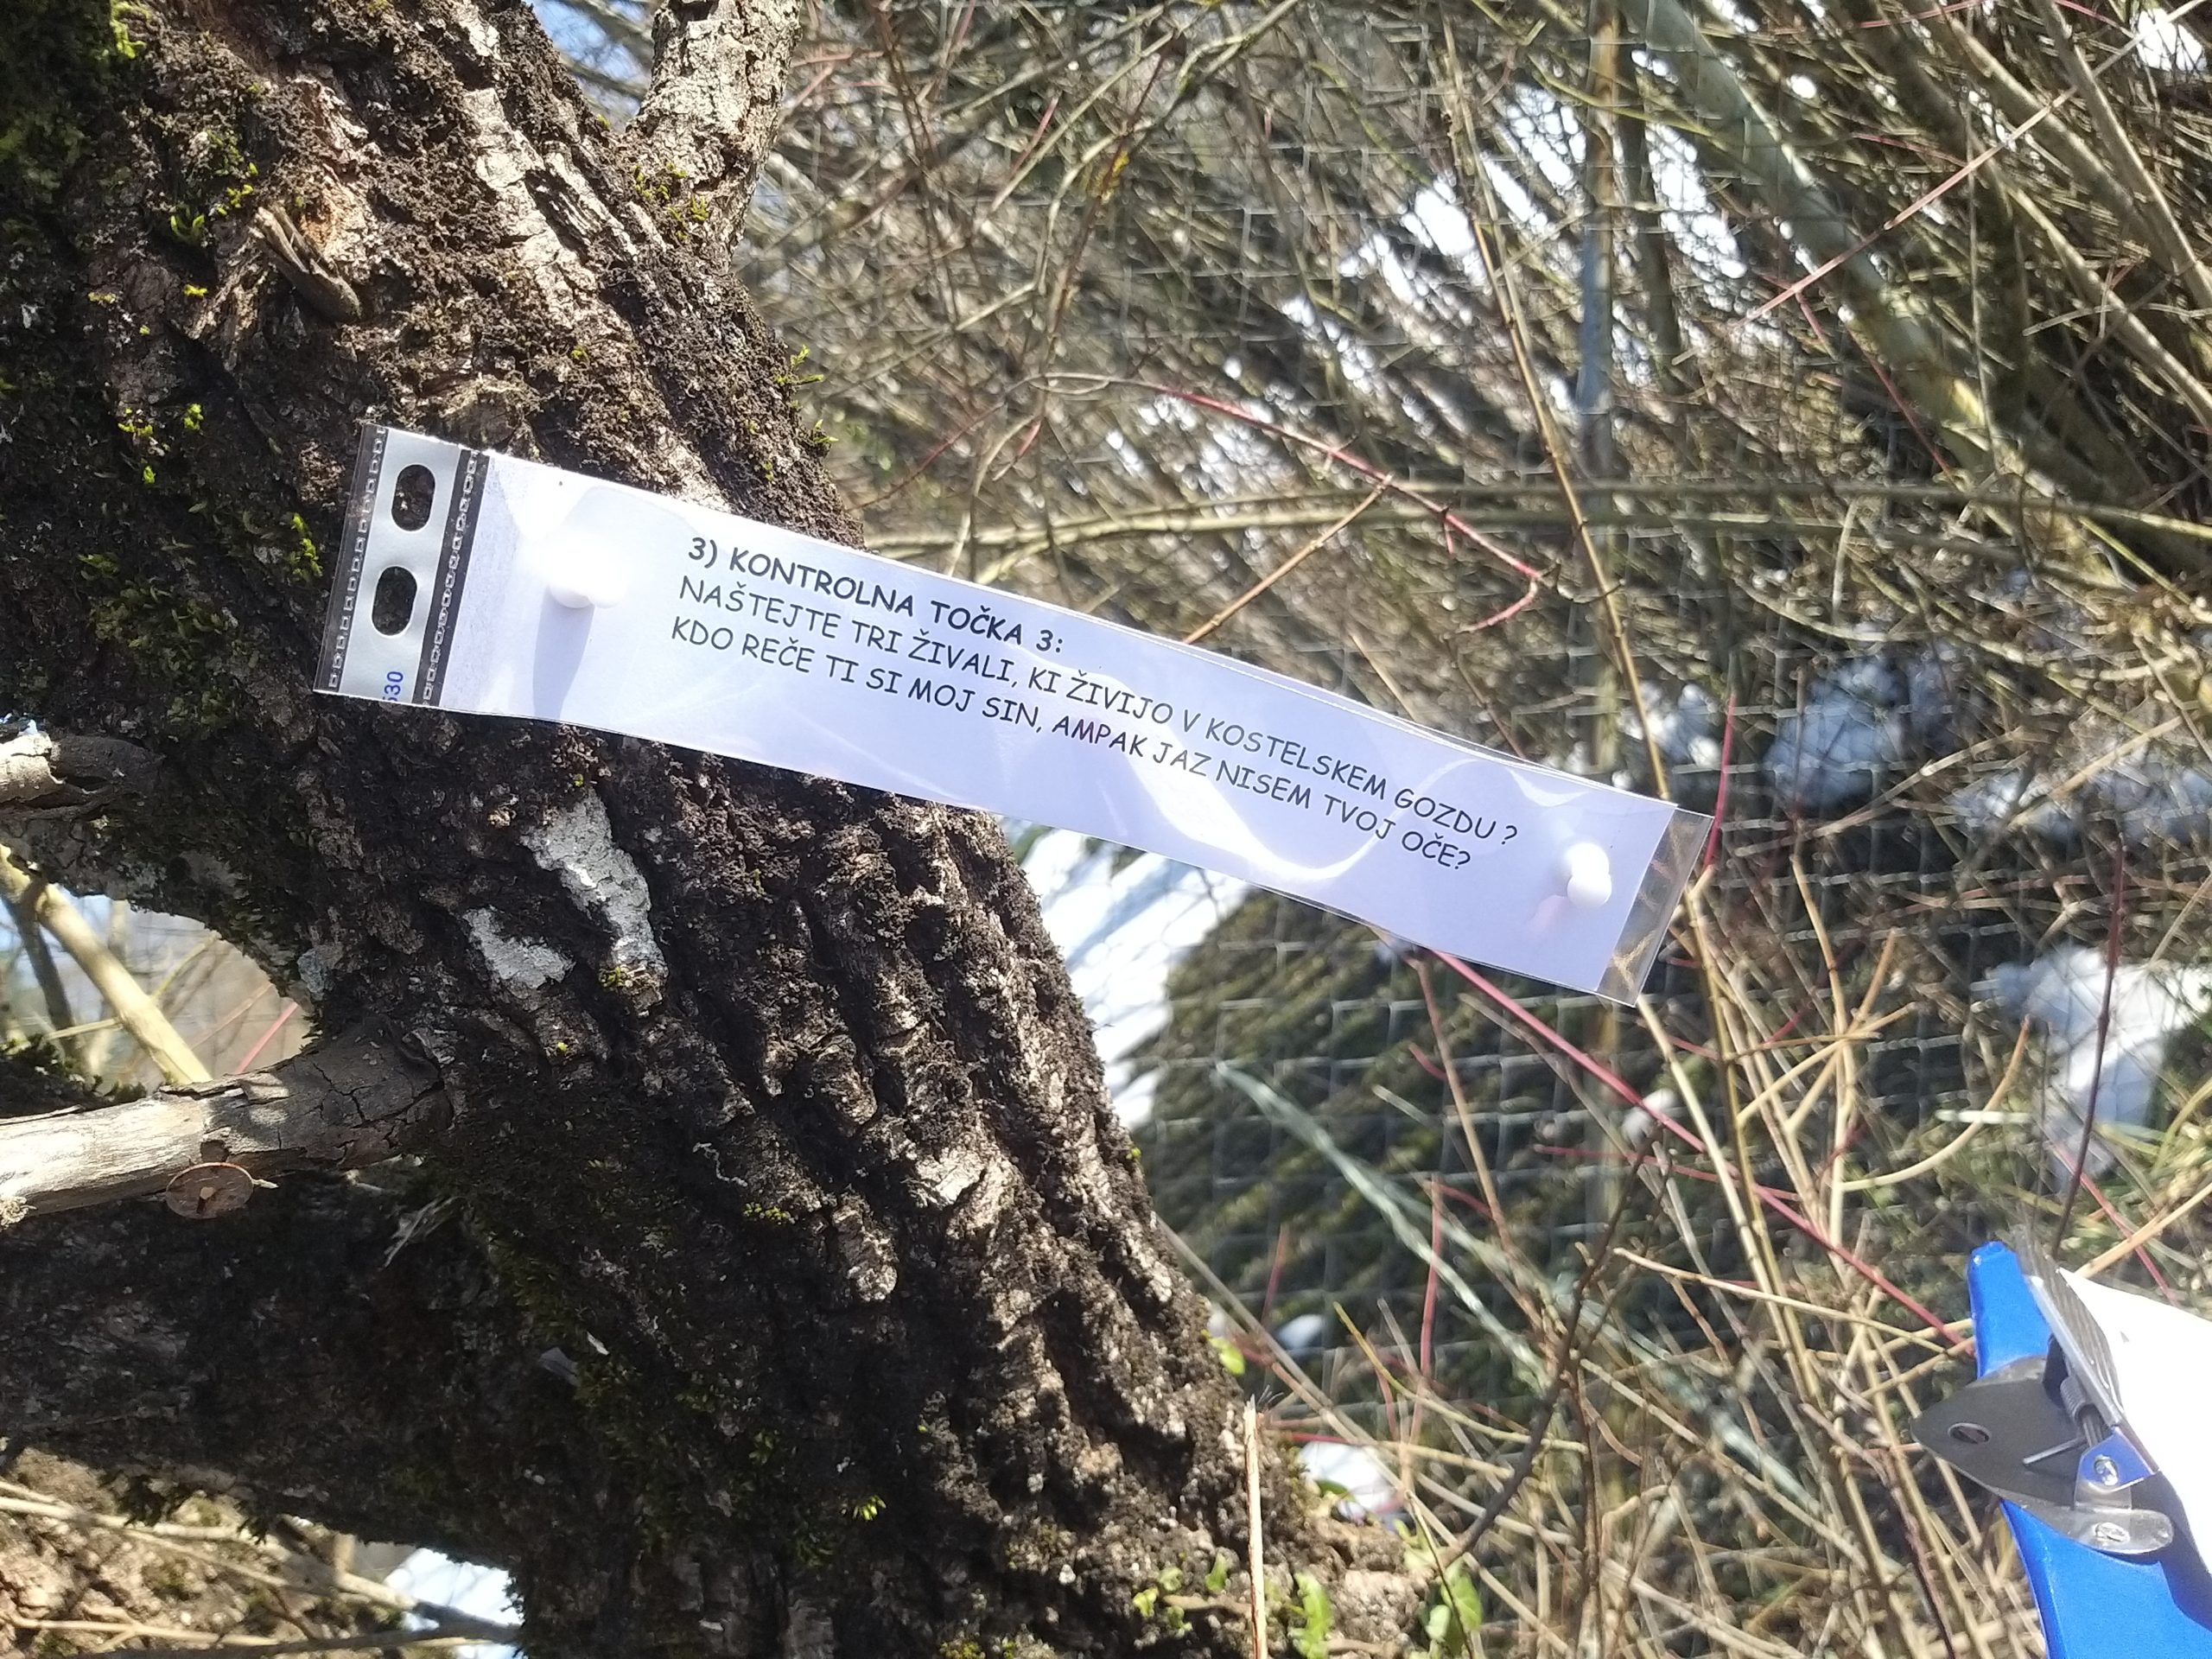 3) KONTROLNA TOČKA 3:
NAŠTEJTE TRI ŽIVALI, KI ŽIVIJO V KOSTELSKEM GOZDU ?
KDO REČE TI SI MOJ SIN, AMPAK JAZ NISEM TVOJ OČE?